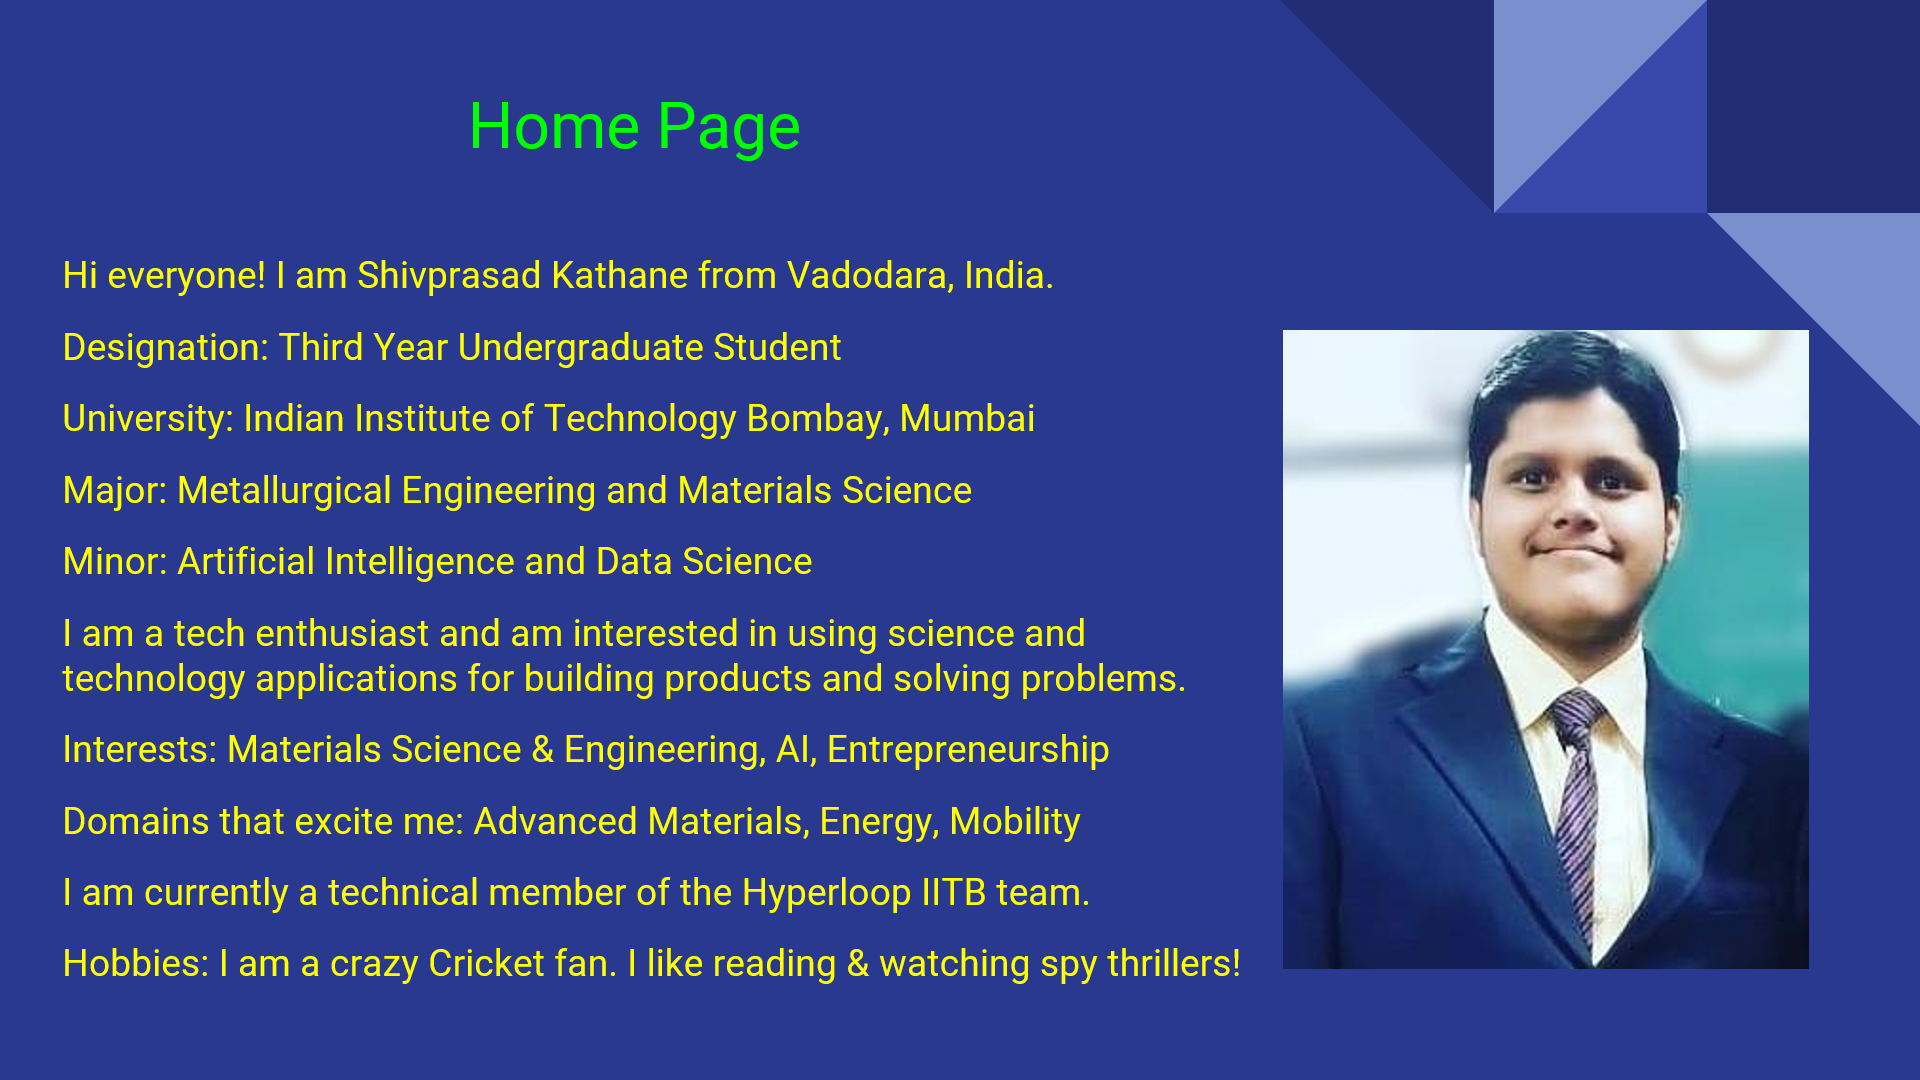 Home Page
Hi everyone! I am Shivprasad Kathane from Vadodara, India.
Designation: Third Year Undergraduate Student
University: Indian Institute of Technology Bombay, Mumbai
Major: Metallurgical Engineering and Materials Science
Minor: Artificial Intelligence and Data Science
I am a tech enthusiast and am interested in using science and
technology applications for building products and solving problems.
Interests: Materials Science & Engineering, AI, Entrepreneurship
Domains that excite me: Advanced Materials, Energy, Mobility
I am currently a technical member of the Hyperloop IITB team.
Hobbies: I am a crazy Cricket fan. I like reading & watching spy thrillers!